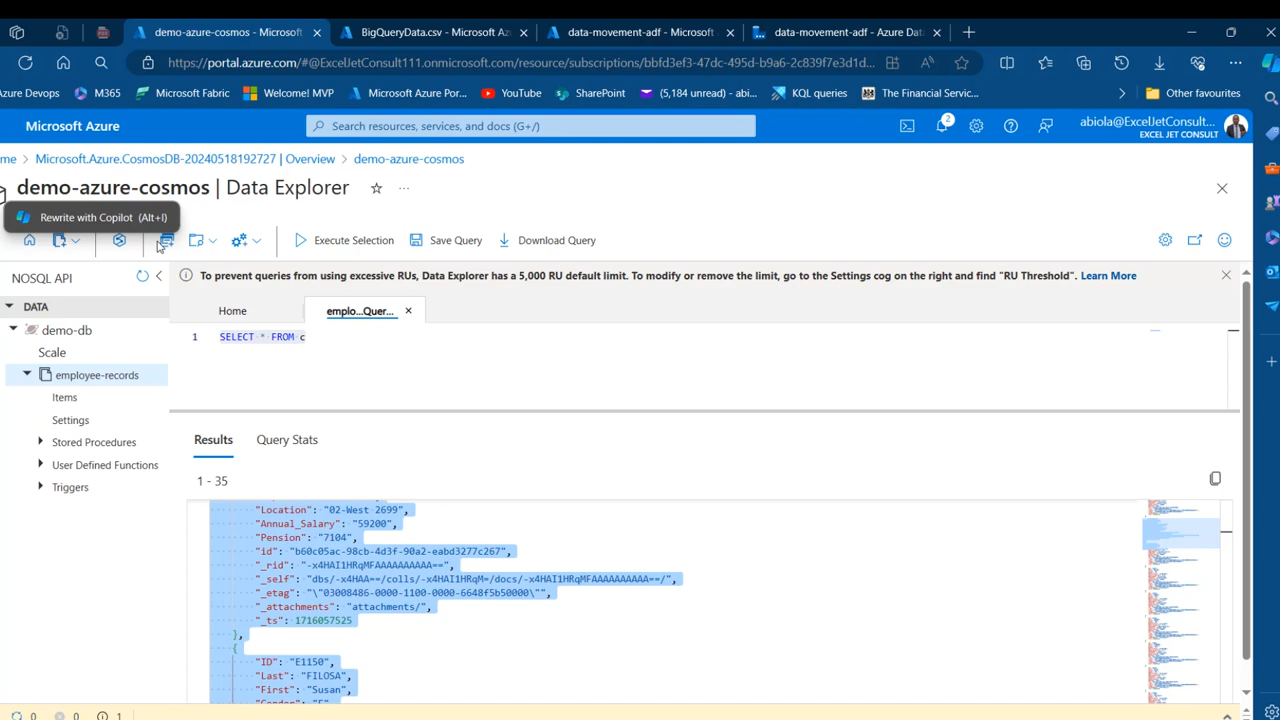 demo-azure-cosmos - Microsoft
BigQueryData.csv - Microsoft Az
data-movement-adf - Microsoft
data-movement-adf - Azure Data
https://portal.azure.com/#@ExcelJetConsult111.onmicrosoft.com/resource/subscriptions/bbfd3ef3-47dc-495d-b9a6-2c839f7e3d1d...
Azure Devops
M365
Microsoft Fabric
Welcome! MVP
Microsoft Azure Por...
YouTube
SharePoint
(5,184 unread) - abi...
KQL queries
The Financial Servic...
Other favourites
Microsoft Azure
Search resources, services, and docs (G+/)
2
abiola@ExcelJetConsult...
EXCEL JET CONSULT
me > Microsoft.Azure.CosmosDB-20240518192727 | Overview > demo-azure-cosmos
demo-azure-cosmos | Data Explorer
Rewrite with Copilot (Alt+I)
Execute Selection
Save Query
Download Query
NOSQL API
To prevent queries from using excessive RUs, Data Explorer has a 5,000 RU default limit. To modify or remove the limit, go to the Settings cog on the right and find "RU Threshold". Learn More
DATA
Home
emplo...Quer...
demo-db
1 SELECT * FROM c
Scale
employee-records
Items
Settings
Stored Procedures
User Defined Functions
Triggers
Results
Query Stats
1 - 35
"Location": "02-West 2699",
"Annual_Salary": "59200",
"Pension": "7104",
"id": "b60c05ac-98cb-4d3f-90a2-eabd3277c267",
"_rid": "-x4HAI1HRqMFAAAAAAAAAA==",
"_self": "dbs/-x4HAA==/colls/-x4HAI1HRqM=/docs/-x4HAI1HRqMFAAAAAAAAAA==/",
"_etag": "\"03008486-0000-1100-0000-6648f5b50000\"",
"_attachments": "attachments/",
"_ts": 1716057525
},
{
"ID": "E1150",
"Last": "FILOSA",
"First": "Susan",
0
0
1